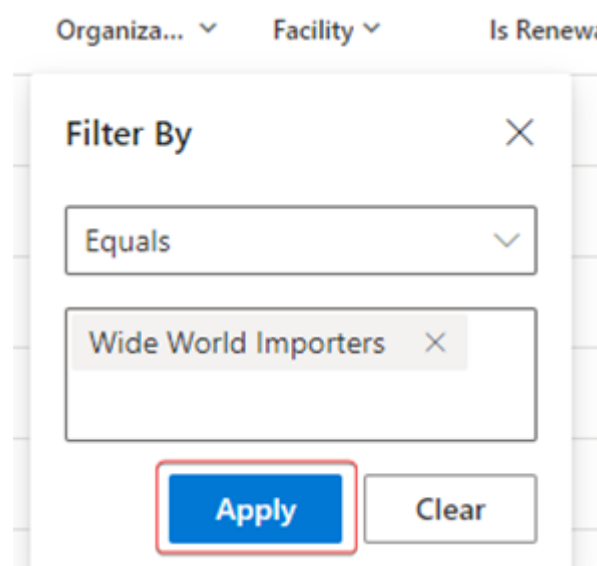 Organiza... Facility Is Renewa
Filter By
Equals
Wide World Importers
Apply Clear